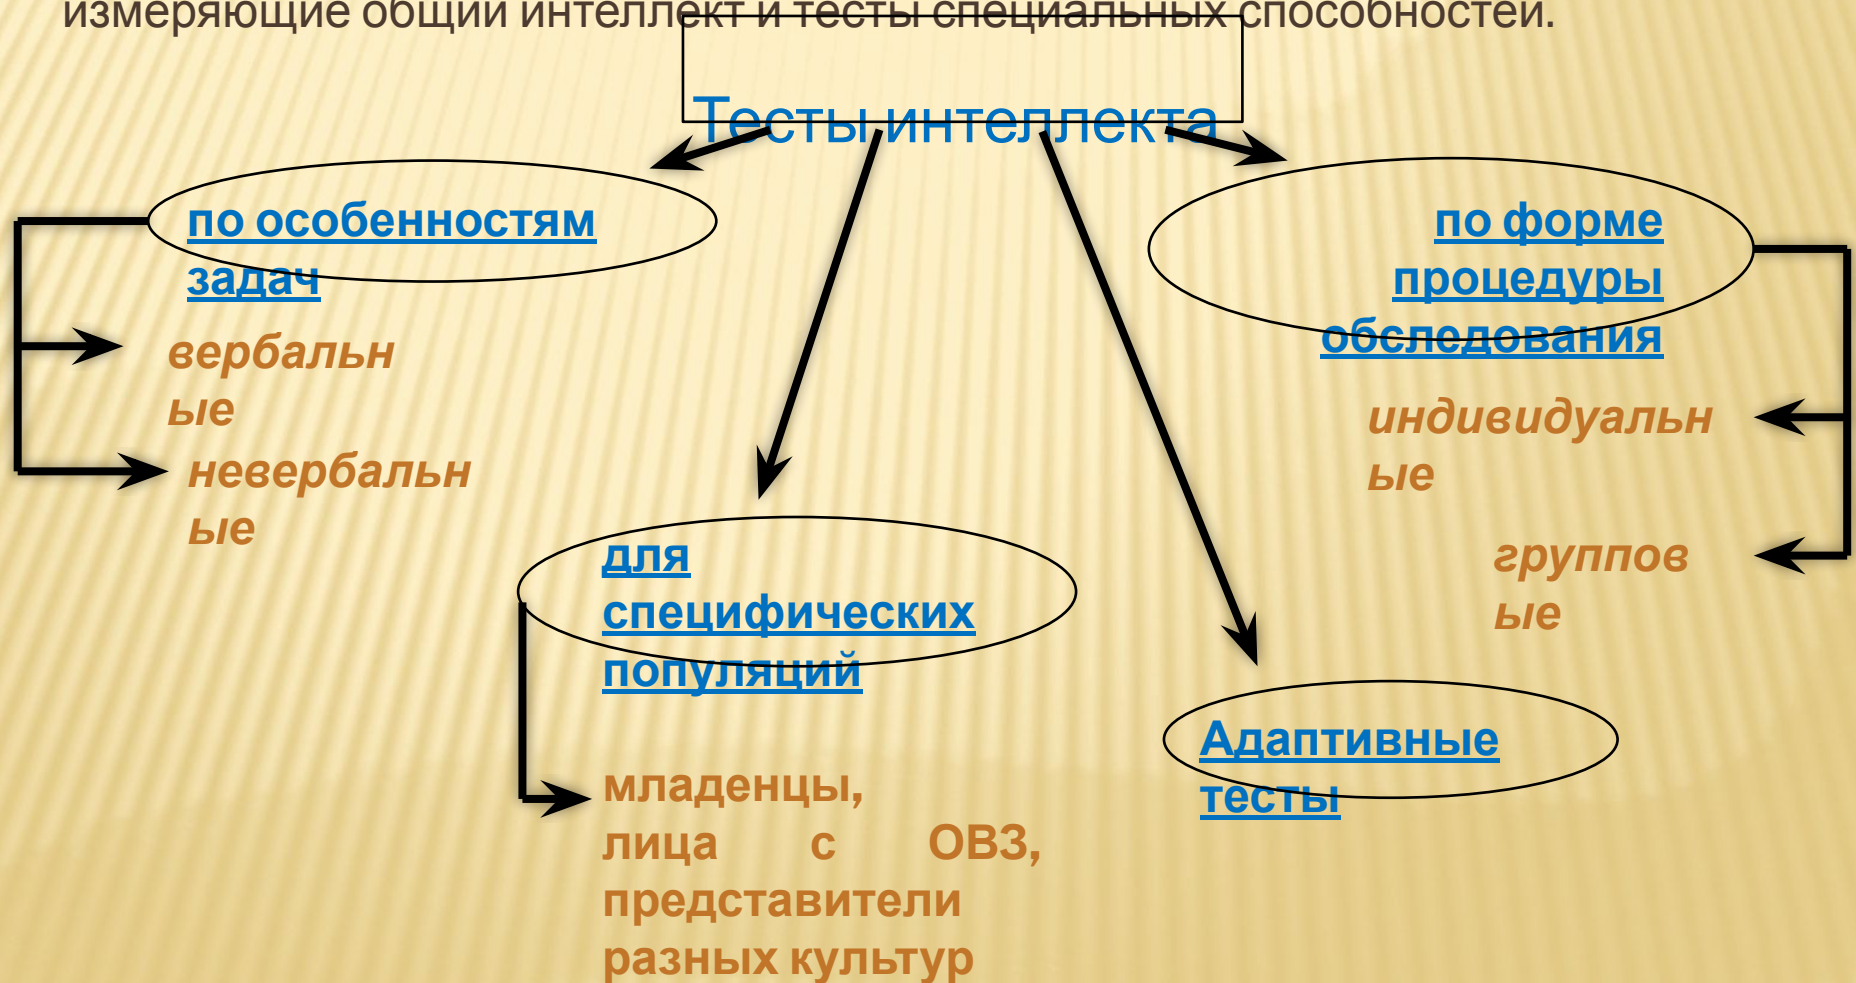 измеряющие общий интеллект и тесты специальных способностей.
Тесты интеллекта
по особенностям
задач
вербальн
ые
невербальн
ые
для
специфических
популяций
младенцы,
лица с ОВЗ,
представители
разных культур
Адаптивные
тесты
по форме
процедуры
обследования
индивидуальн
ые
группов
ые